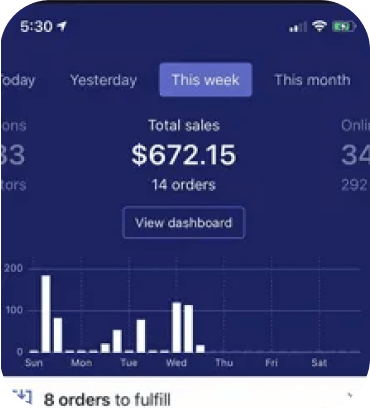 5:30
oday Yesterday This week This month
ons Total sales Onli
33 $672.15 34
tors 14 orders 292
View dashboard
200
100
0
Sun Mon Tue Wed Thu Fri Sat
8 orders to fulfill